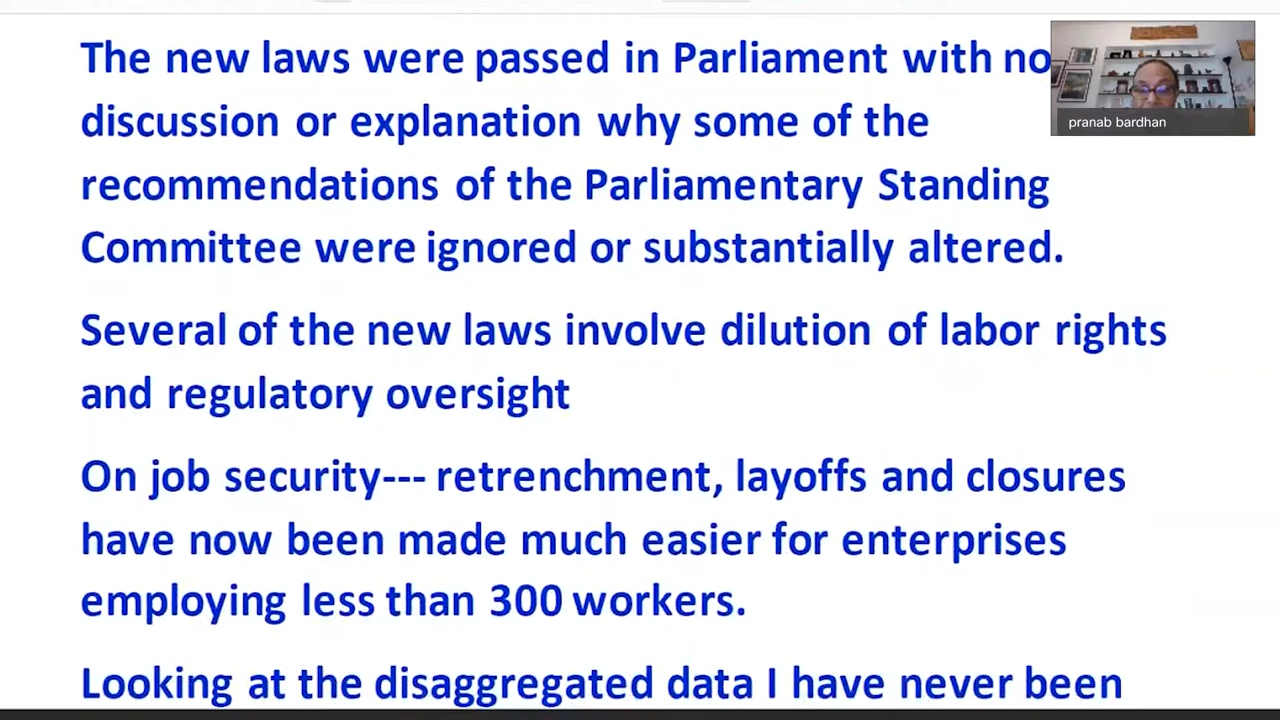 The new laws were passed in Parliament with no
discussion or explanation why some of the
recommendations of the Parliamentary Standing
Committee were ignored or substantially altered.
Several of the new laws involve dilution of labor rights
and regulatory oversight
On job security--- retrenchment, layoffs and closures
have now been made much easier for enterprises
employing less than 300 workers.
Looking at the disaggregated data I have never been
pranab bardhan